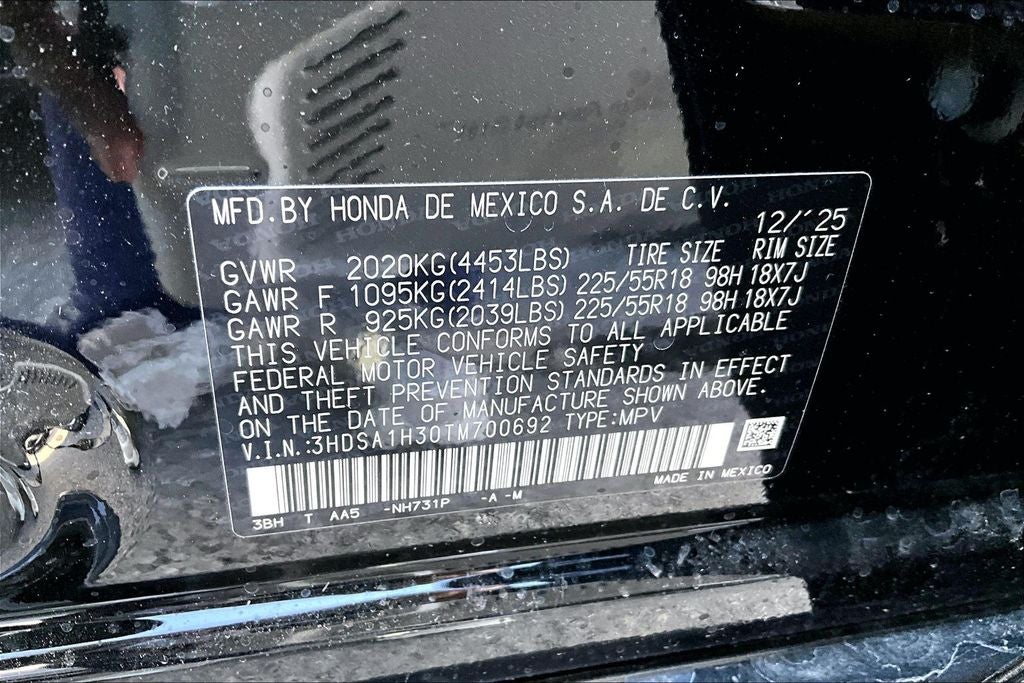 MFD.BY HONDA DE MEXICO S.A. DE C.V.
12/'25
GVWR 2020KG(4453LBS) TIRE SIZE RIM SIZE
GAWR F 1095KG(2414LBS) 225/55R18 98H 18X7J
GAWR R 925KG(2039LBS) 225/55R18 98H 18X7J
THIS VEHICLE CONFORMS TO ALL APPLICABLE
FEDERAL MOTOR VEHICLE SAFETY
AND THEFT PREVENTION STANDARDS IN EFFECT
ON THE DATE OF MANUFACTURE SHOWN ABOVE.
V.I.N.:3HDSA1H30TM700692 TYPE:MPV
MADE IN MEXICO
3BH T AA5 -NH731P -A -M